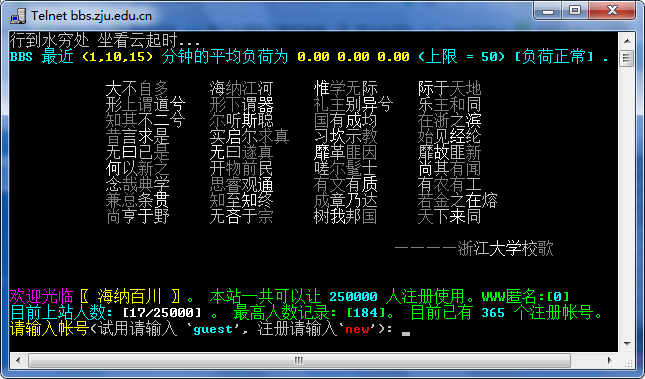 Telnet bbs.zju.edu.cn
行到水穷处 坐看云起时...
BBS 最近 (1,10,15) 分钟的平均负荷为 0.00 0.00 0.00 (上限 = 50) [负荷正常] .
大不自多 海纳江河 惟学无际 际于天地
形上谓道兮 形下谓器 礼主别异兮 乐主和同
知其不二兮 尔听斯聪 国有成均 在浙之滨
昔言求是 实启尔求真 习坎示教 始见经纶
无曰已是 无曰遂真 靡革匪因 靡故匪新
何以新之 开物前民 嗟尔髦士 尚其有闻
念哉典学 思睿观通 有文有质 有农有工
兼总条贯 知至知终 成章乃达 若金之在熔
尚亨于野 无吝于宗 树我邦国 天下来同
————浙江大学校歌
欢迎光临〖 海纳百川 〗。 本站一共可以让 250000 人注册使用。WWW匿名:[0]
目前上站人数: [17/25000] 。 最高人数记录: [184]。 目前已有 365 个注册帐号。
请输入帐号(试用请输入 `guest', 注册请输入`new'): _